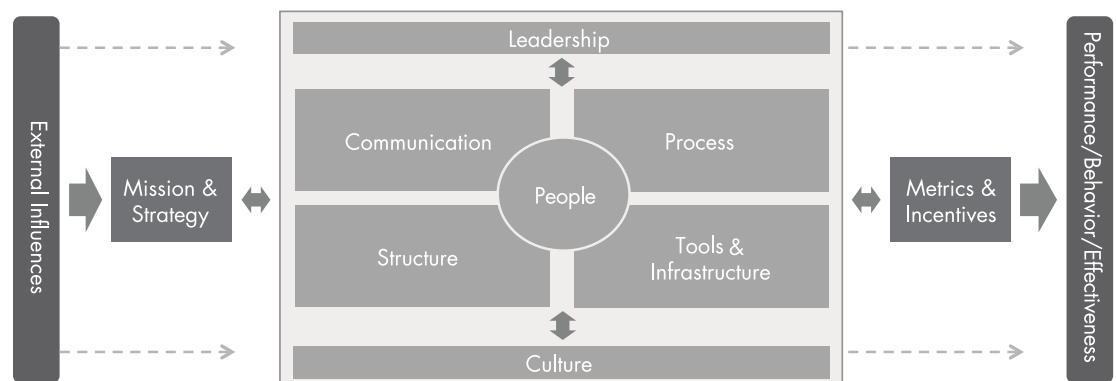 External Influences
Mission &
Strategy
Leadership
Communication
Process
People
Structure
Tools &
Infrastructure
Culture
Metrics &
Incentives
Performance/Behavior/Effectiveness